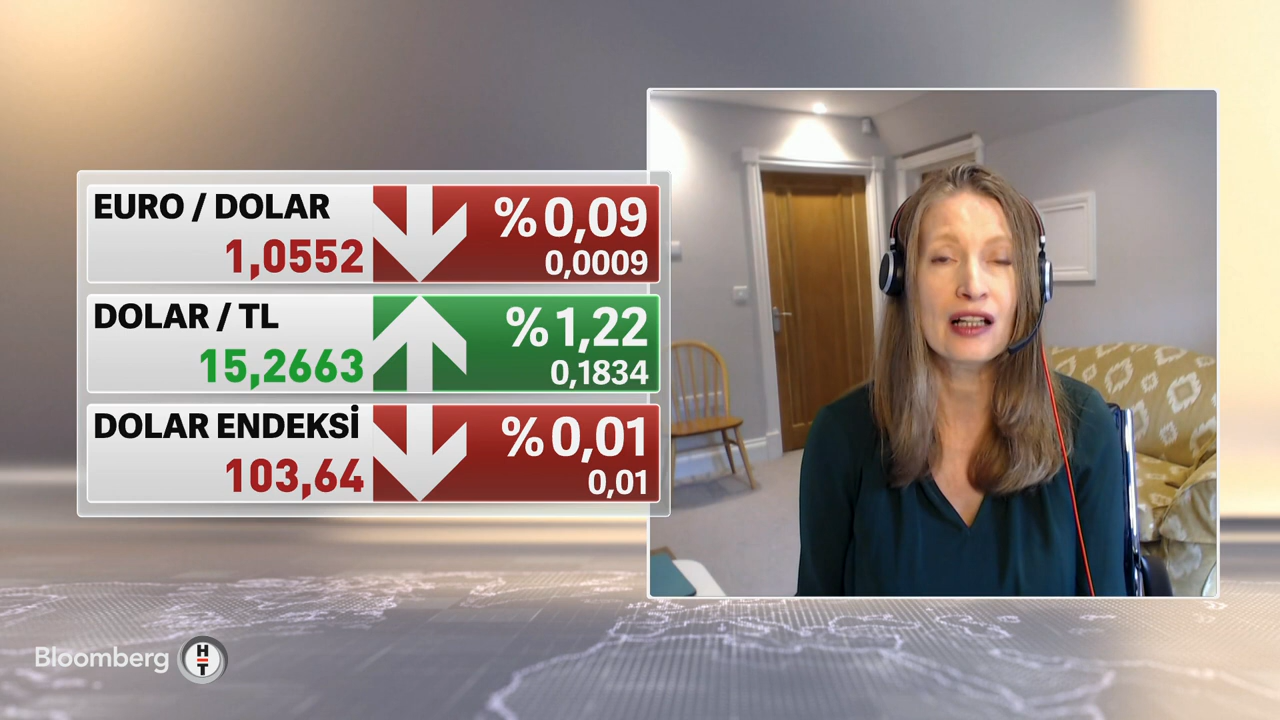 EURO / DOLAR
1,0552
%0,09
0,0009
DOLAR / TL
15,2663
%1,22
0,1834
DOLAR ENDEKSİ
103,64
%0,01
0,01
Bloomberg HT